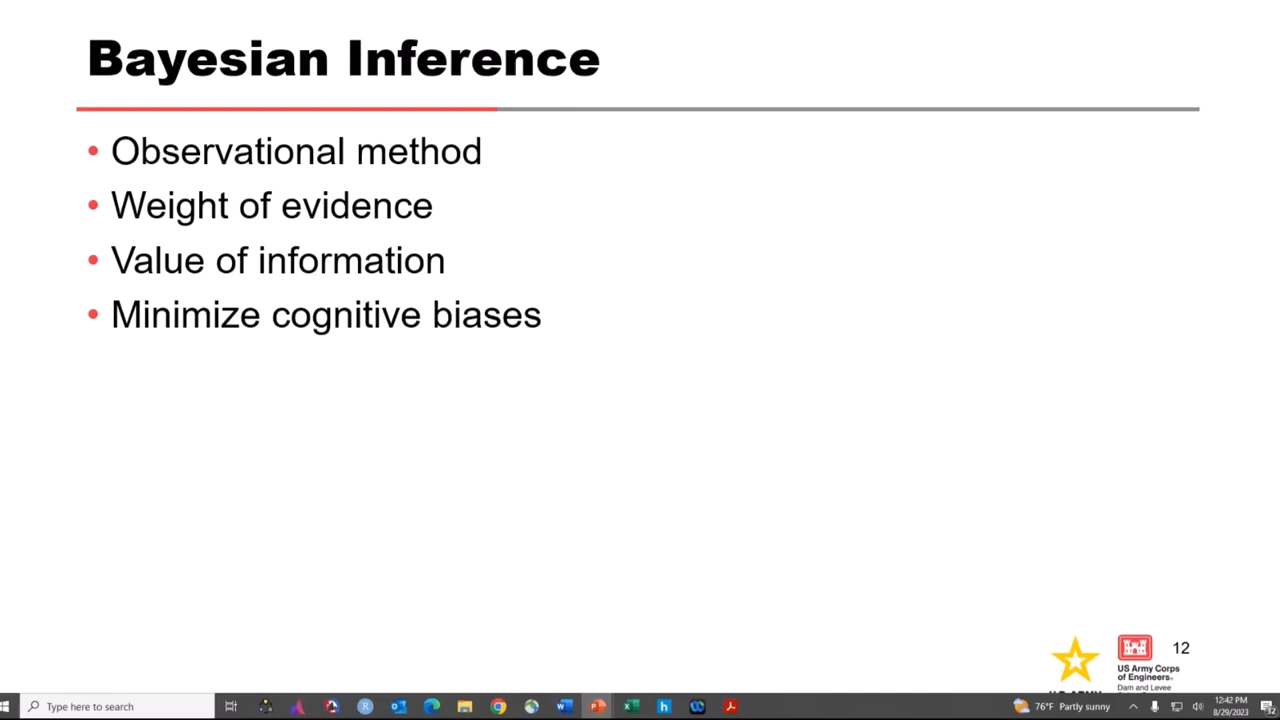 Bayesian Inference
• Observational method
• Weight of evidence
• Value of information
• Minimize cognitive biases
12
US Army Corps
of Engineers.
Dam and Levee
Type here to search
76°F Partly sunny
12:42 PM
8/29/2023